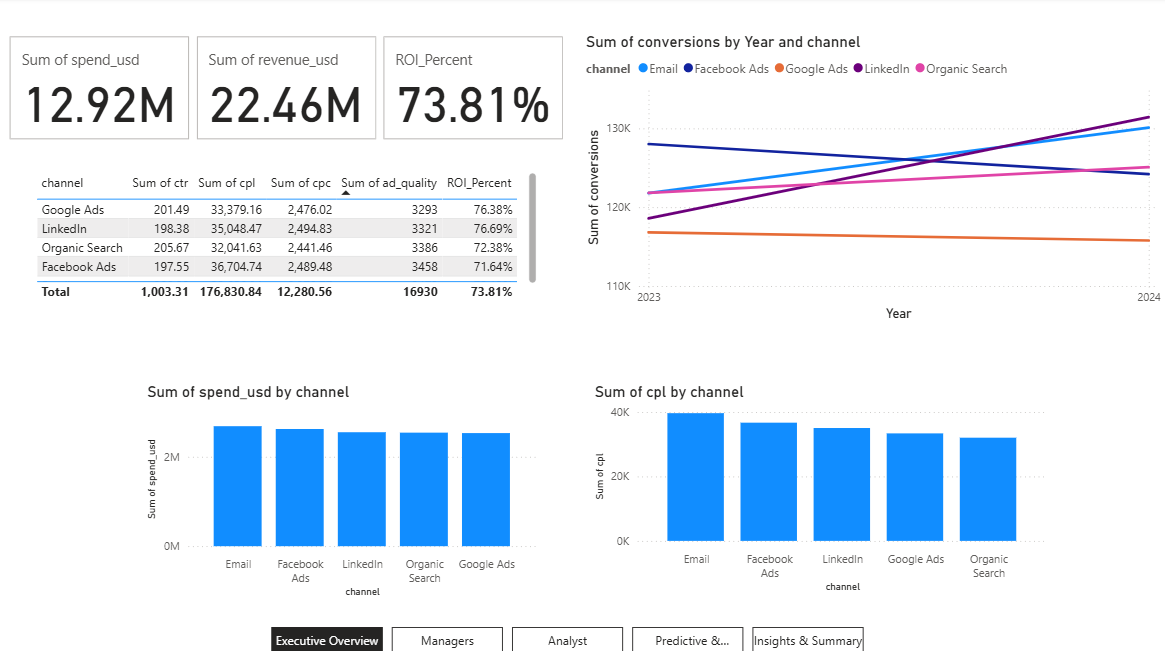 Sum of spend_usd
12.92M
Sum of revenue_usd
22.46M
ROI_Percent
73.81%
channel Sum of ctr Sum of cpl Sum of cpc Sum of ad_quality ROI_Percent
Google Ads 201.49 33,379.16 2,476.02 3293 76.38%
LinkedIn 198.38 35,048.47 2,494.83 3321 76.69%
Organic Search 205.67 32,041.63 2,441.46 3386 72.38%
Facebook Ads 197.55 36,704.74 2,489.48 3458 71.64%
Total 1,003.31 176,830.84 12,280.56 16930 73.81%
Sum of conversions by Year and channel
channel Email Facebook Ads Google Ads LinkedIn Organic Search
Sum of conversions
130K
120K
110K
2023 2024
Year
Sum of spend_usd by channel
Sum of spend_usd
2M
0M
Email Facebook Ads LinkedIn Organic Search Google Ads
channel
Sum of cpl by channel
Sum of cpl
40K
20K
0K
Email Facebook Ads LinkedIn Google Ads Organic Search
channel
Executive Overview Managers Analyst Predictive &... Insights & Summary